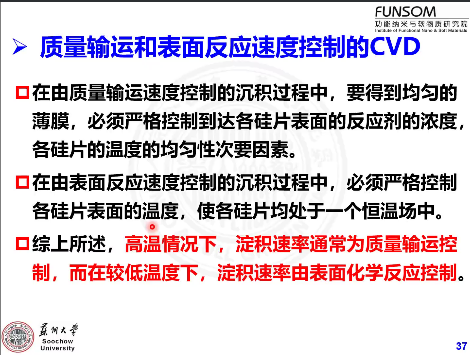 FUNSOM
功能纳米与软物质研究院
Institute of Functional Nano & Soft Materials
质量输运和表面反应速度控制的CVD
在由质量输运速度控制的沉积过程中，要得到均匀的
薄膜，必须严格控制到达各硅片表面的反应剂的浓度，
各硅片的温度的均匀性次要因素。
在由表面反应速度控制的沉积过程中，必须严格控制
各硅片表面的温度，使各硅片均处于一个恒温场中。
综上所述，高温情况下，淀积速率通常为质量输运控
制，而在较低温度下，淀积速率由表面化学反应控制。
蘇州大學
Soochow
University
37